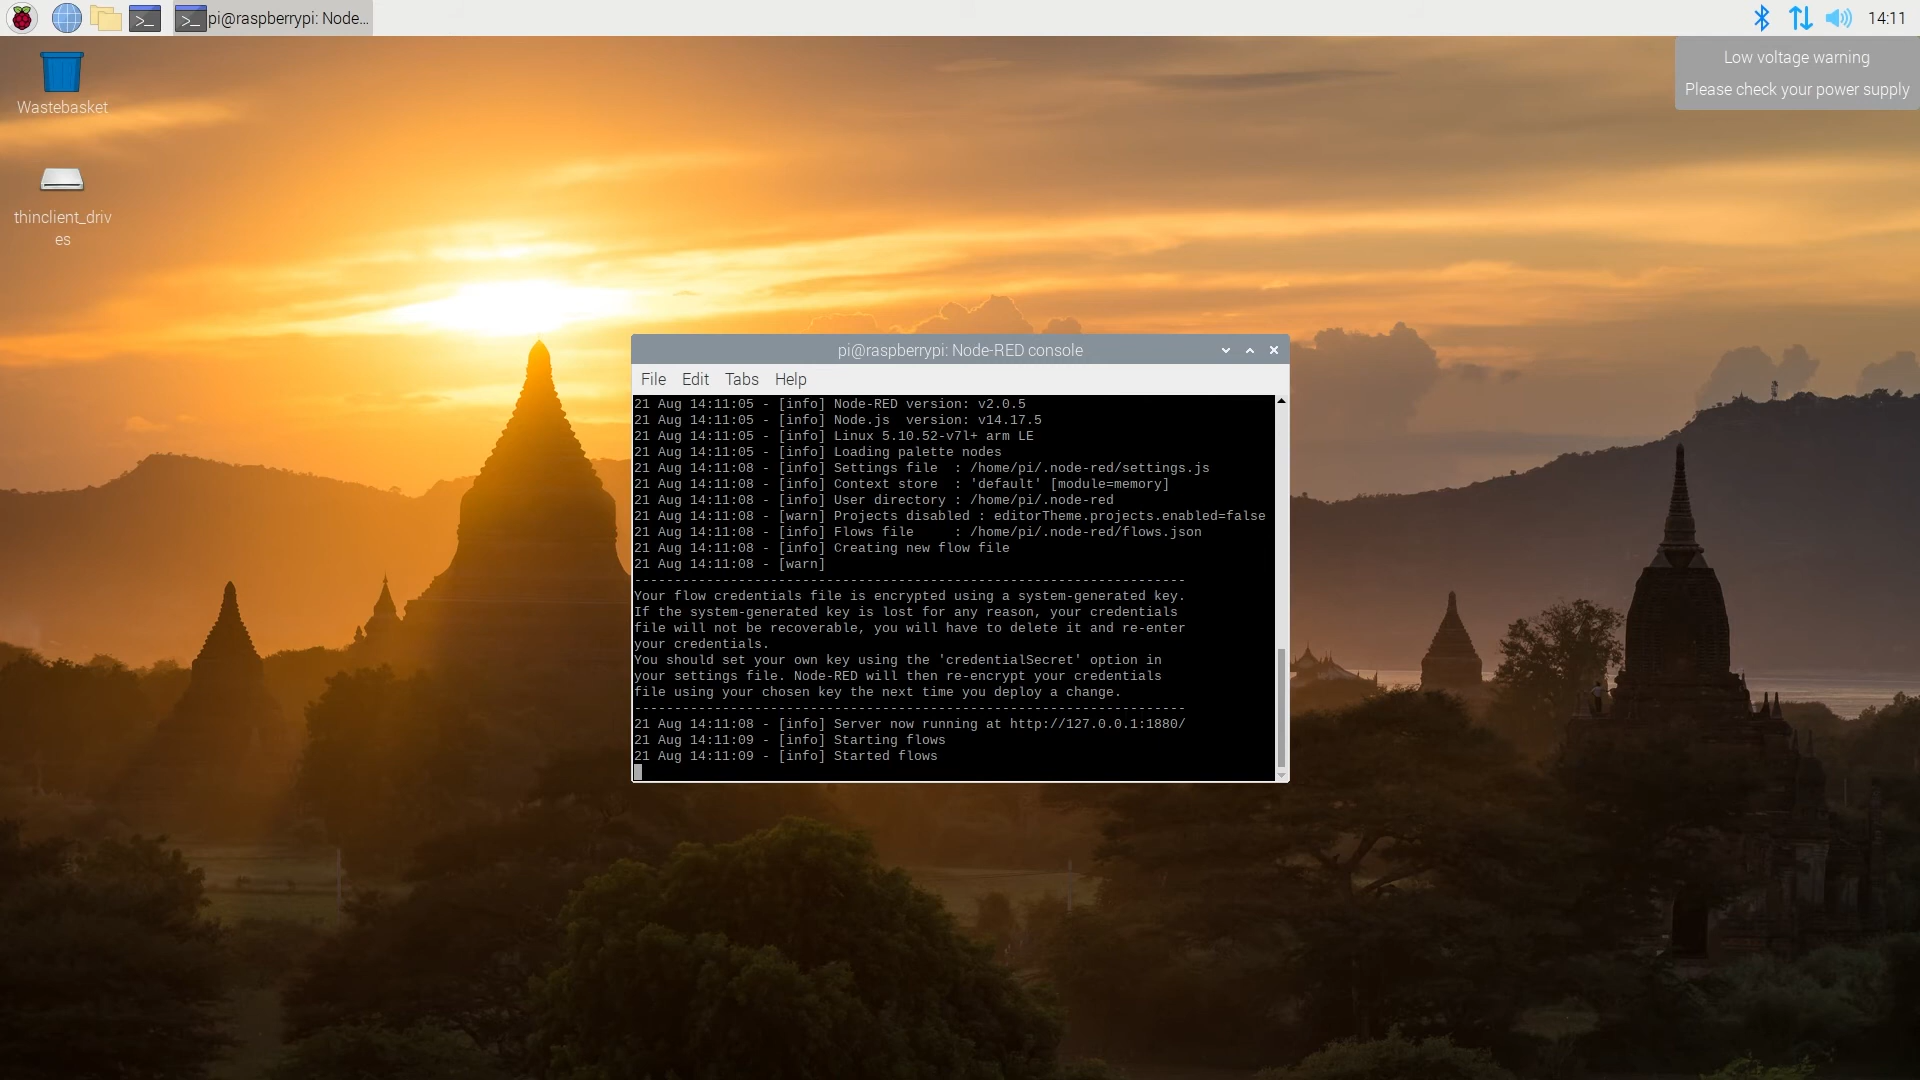 pi@raspberrypi: Node...
14:11
Low voltage warning
Please check your power supply
Wastebasket
thinclient_driv
es
pi@raspberrypi: Node-RED console
File Edit Tabs Help
21 Aug 14:11:05 - [info] Node-RED version: v2.0.5
21 Aug 14:11:05 - [info] Node.js  version: v14.17.5
21 Aug 14:11:05 - [info] Linux 5.10.52-v7l+ arm LE
21 Aug 14:11:05 - [info] Loading palette nodes
21 Aug 14:11:08 - [info] Settings file  : /home/pi/.node-red/settings.js
21 Aug 14:11:08 - [info] Context store  : 'default' [module=memory]
21 Aug 14:11:08 - [info] User directory : /home/pi/.node-red
21 Aug 14:11:08 - [warn] Projects disabled : editorTheme.projects.enabled=false
21 Aug 14:11:08 - [info] Flows file     : /home/pi/.node-red/flows.json
21 Aug 14:11:08 - [info] Creating new flow file
21 Aug 14:11:08 - [warn]
---------------------------------------------------------------------
Your flow credentials file is encrypted using a system-generated key.
If the system-generated key is lost for any reason, your credentials
file will not be recoverable, you will have to delete it and re-enter
your credentials.
You should set your own key using the 'credentialSecret' option in
your settings file. Node-RED will then re-encrypt your credentials
file using your chosen key the next time you deploy a change.
---------------------------------------------------------------------
21 Aug 14:11:08 - [info] Server now running at http://127.0.0.1:1880/
21 Aug 14:11:09 - [info] Starting flows
21 Aug 14:11:09 - [info] Started flows